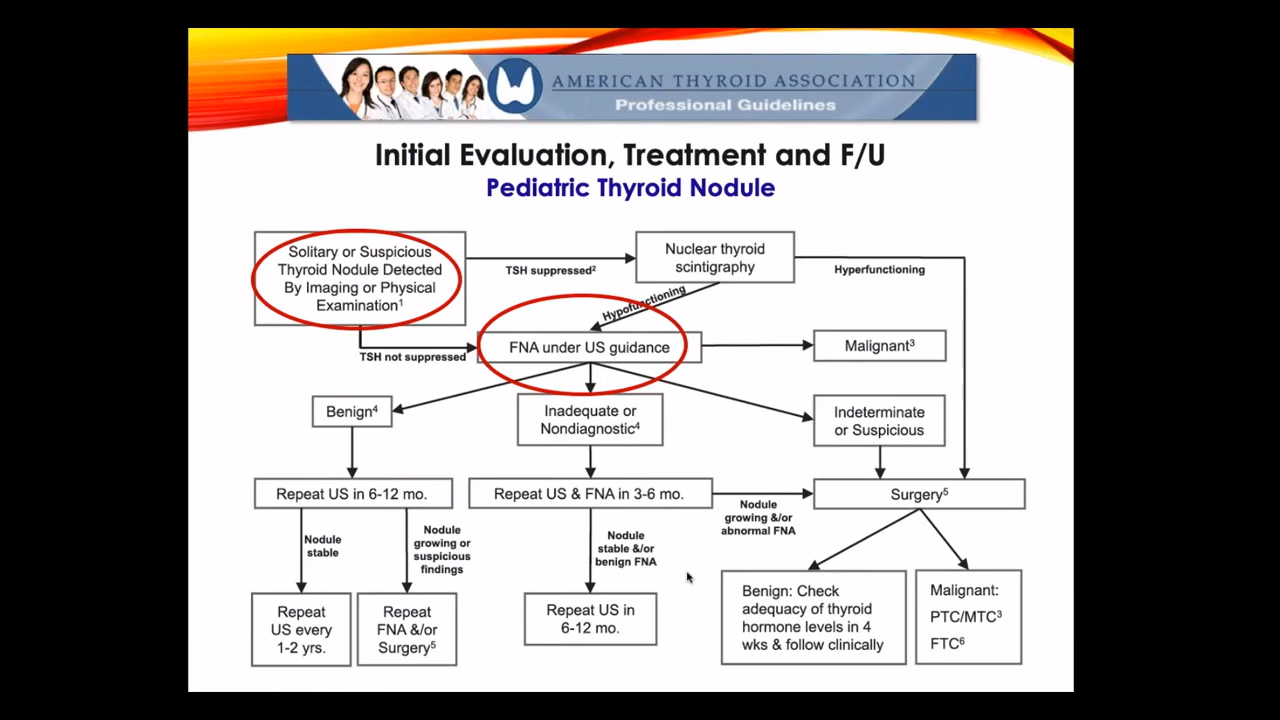 AMERICAN THYROID ASSOCIATION
Professional Guidelines
Initial Evaluation, Treatment and F/U
Pediatric Thyroid Nodule
Solitary or Suspicious
Thyroid Nodule Detected
By Imaging or Physical
Examination¹
TSH suppressed²
Nuclear thyroid
scintigraphy
Hyperfunctioning
Hypofunctioning
TSH not suppressed
FNA under US guidance
Malignant³
Benign⁴
Inadequate or
Nondiagnostic⁴
Indeterminate
or Suspicious
Repeat US in 6-12 mo.
Repeat US & FNA in 3-6 mo.
Nodule
growing &/or
abnormal FNA
Surgery⁵
Nodule
stable
Nodule
growing or
suspicious
findings
Nodule
stable &/or
benign FNA
Repeat
US every
1-2 yrs.
Repeat
FNA &/or
Surgery⁵
Repeat US in
6-12 mo.
Benign: Check
adequacy of thyroid
hormone levels in 4
wks & follow clinically
Malignant:
PTC/MTC³
FTC⁶